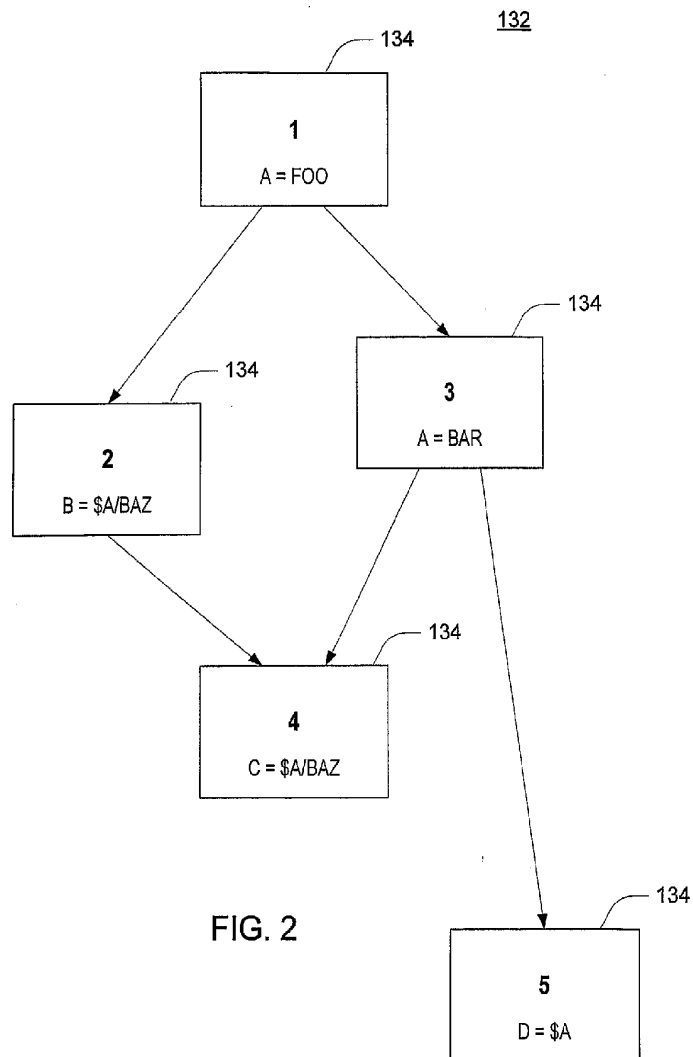 132
134
1
A = FOO
134
3
A = BAR
134
2
B = $A/BAZ
134
4
C = $A/BAZ
134
5
D = $A
FIG. 2